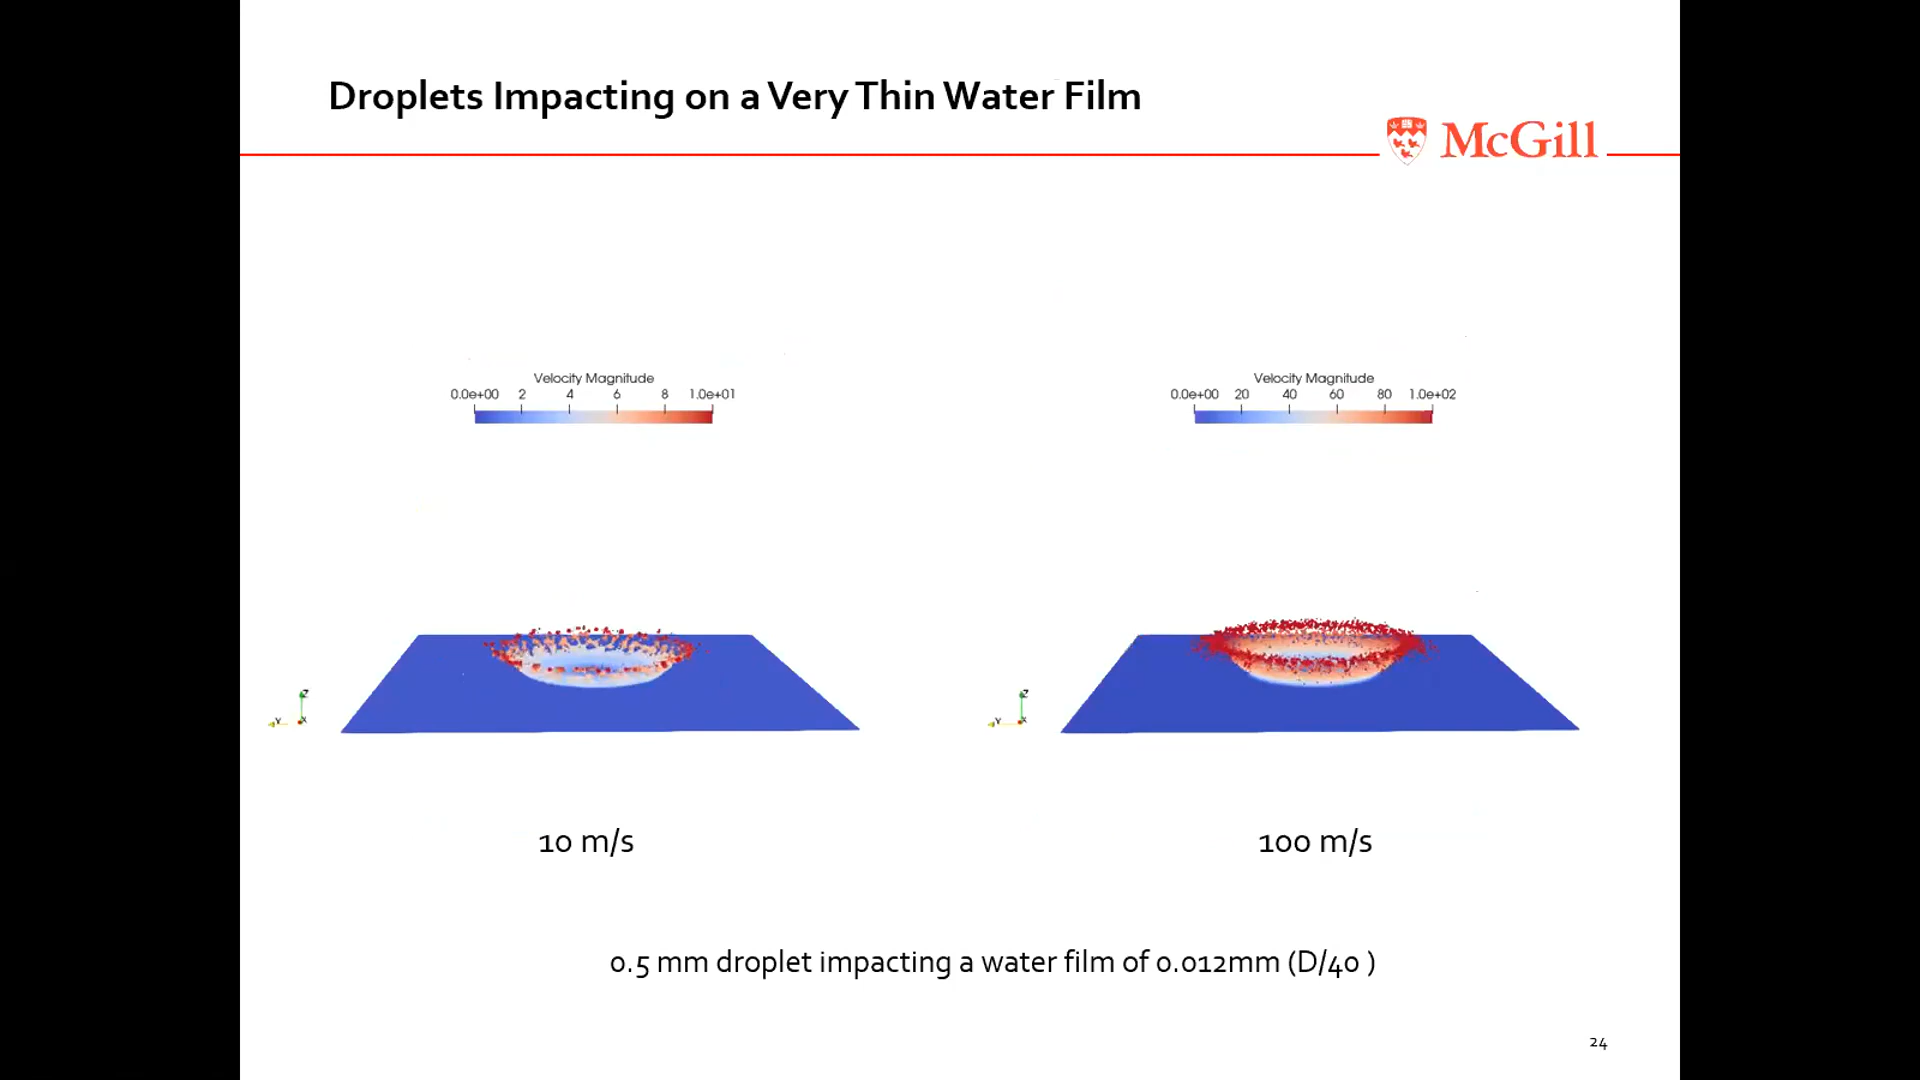 Droplets Impacting on a Very Thin Water Film
McGill
Velocity Magnitude
0.0e+00 2 4 6 8 1.0e+01
Velocity Magnitude
0.0e+00 20 40 60 80 1.0e+02
Z
Y X
Z
Y X
10 m/s
100 m/s
0.5 mm droplet impacting a water film of 0.012mm (D/40 )
24